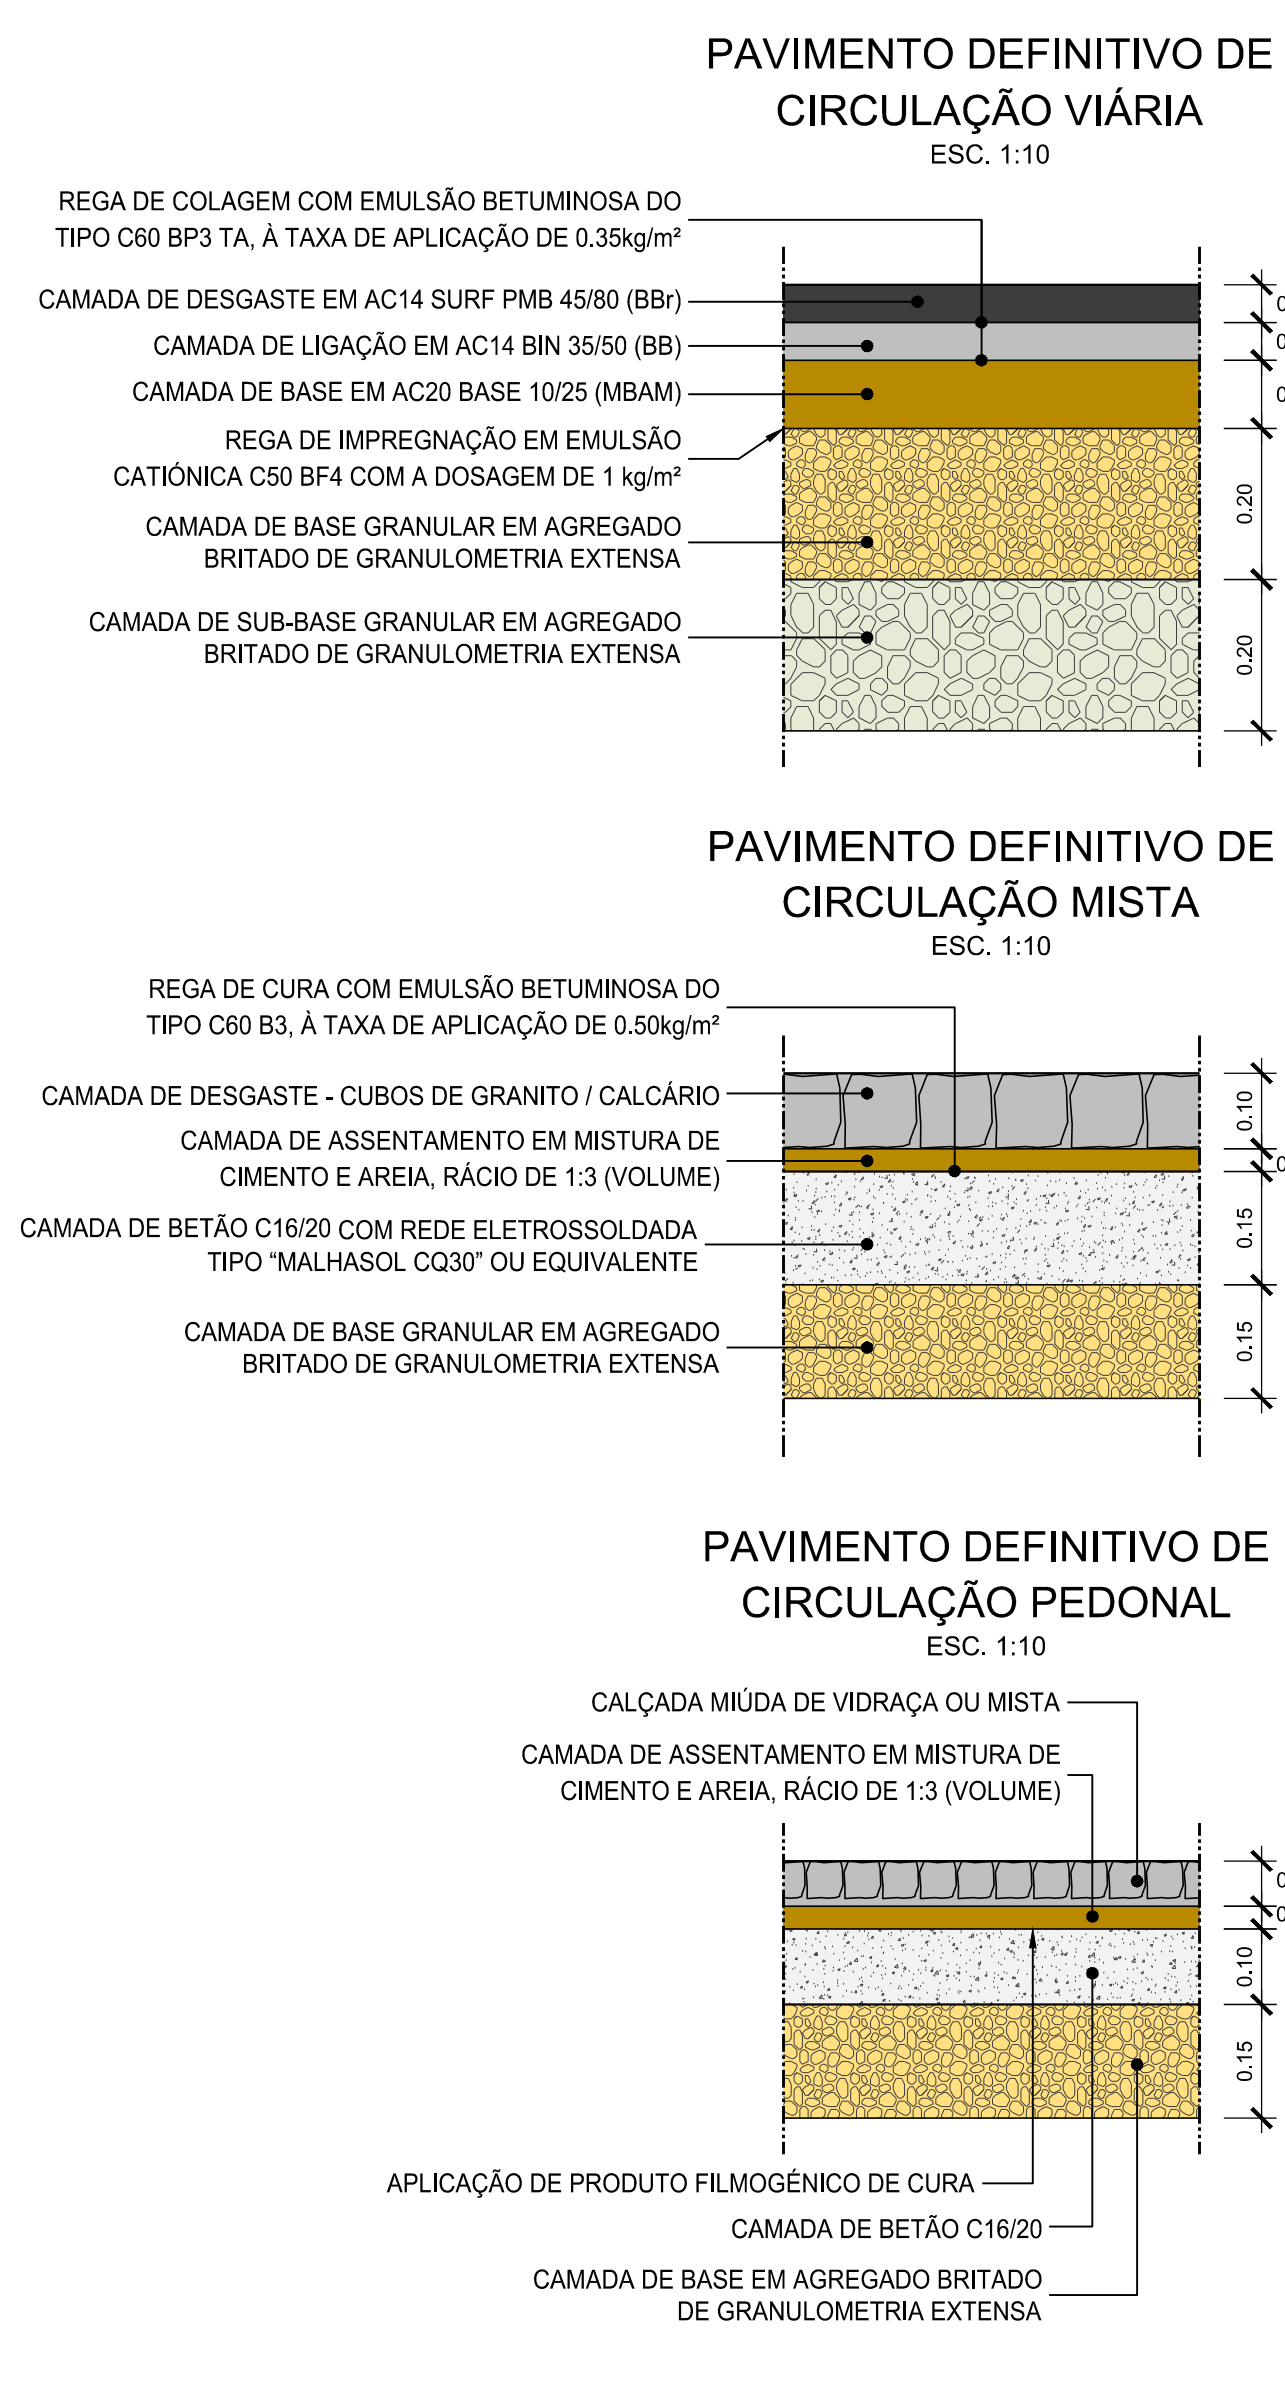 PAVIMENTO DEFINITIVO DE
CIRCULAÇÃO VIÁRIA
ESC. 1:10
REGA DE COLAGEM COM EMULSÃO BETUMINOSA DO
TIPO C60 BP3 TA, À TAXA DE APLICAÇÃO DE 0.35kg/m²
CAMADA DE DESGASTE EM AC14 SURF PMB 45/80 (BBr)
CAMADA DE LIGAÇÃO EM AC14 BIN 35/50 (BB)
CAMADA DE BASE EM AC20 BASE 10/25 (MBAM)
REGA DE IMPREGNAÇÃO EM EMULSÃO
CATIÓNICA C50 BF4 COM A DOSAGEM DE 1 kg/m²
CAMADA DE BASE GRANULAR EM AGREGADO
BRITADO DE GRANULOMETRIA EXTENSA
0.20
CAMADA DE SUB-BASE GRANULAR EM AGREGADO
BRITADO DE GRANULOMETRIA EXTENSA
0.20
PAVIMENTO DEFINITIVO DE
CIRCULAÇÃO MISTA
ESC. 1:10
REGA DE CURA COM EMULSÃO BETUMINOSA DO
TIPO C60 B3, À TAXA DE APLICAÇÃO DE 0.50kg/m²
CAMADA DE DESGASTE - CUBOS DE GRANITO / CALCÁRIO
0.10
CAMADA DE ASSENTAMENTO EM MISTURA DE
CIMENTO E AREIA, RÁCIO DE 1:3 (VOLUME)
CAMADA DE BETÃO C16/20 COM REDE ELETROSSOLDADA
TIPO “MALHASOL CQ30” OU EQUIVALENTE
0.15
CAMADA DE BASE GRANULAR EM AGREGADO
BRITADO DE GRANULOMETRIA EXTENSA
0.15
PAVIMENTO DEFINITIVO DE
CIRCULAÇÃO PEDONAL
ESC. 1:10
CALÇADA MIÚDA DE VIDRAÇA OU MISTA
CAMADA DE ASSENTAMENTO EM MISTURA DE
CIMENTO E AREIA, RÁCIO DE 1:3 (VOLUME)
0.10
0.15
APLICAÇÃO DE PRODUTO FILMOGÉNICO DE CURA
CAMADA DE BETÃO C16/20
CAMADA DE BASE EM AGREGADO BRITADO
DE GRANULOMETRIA EXTENSA